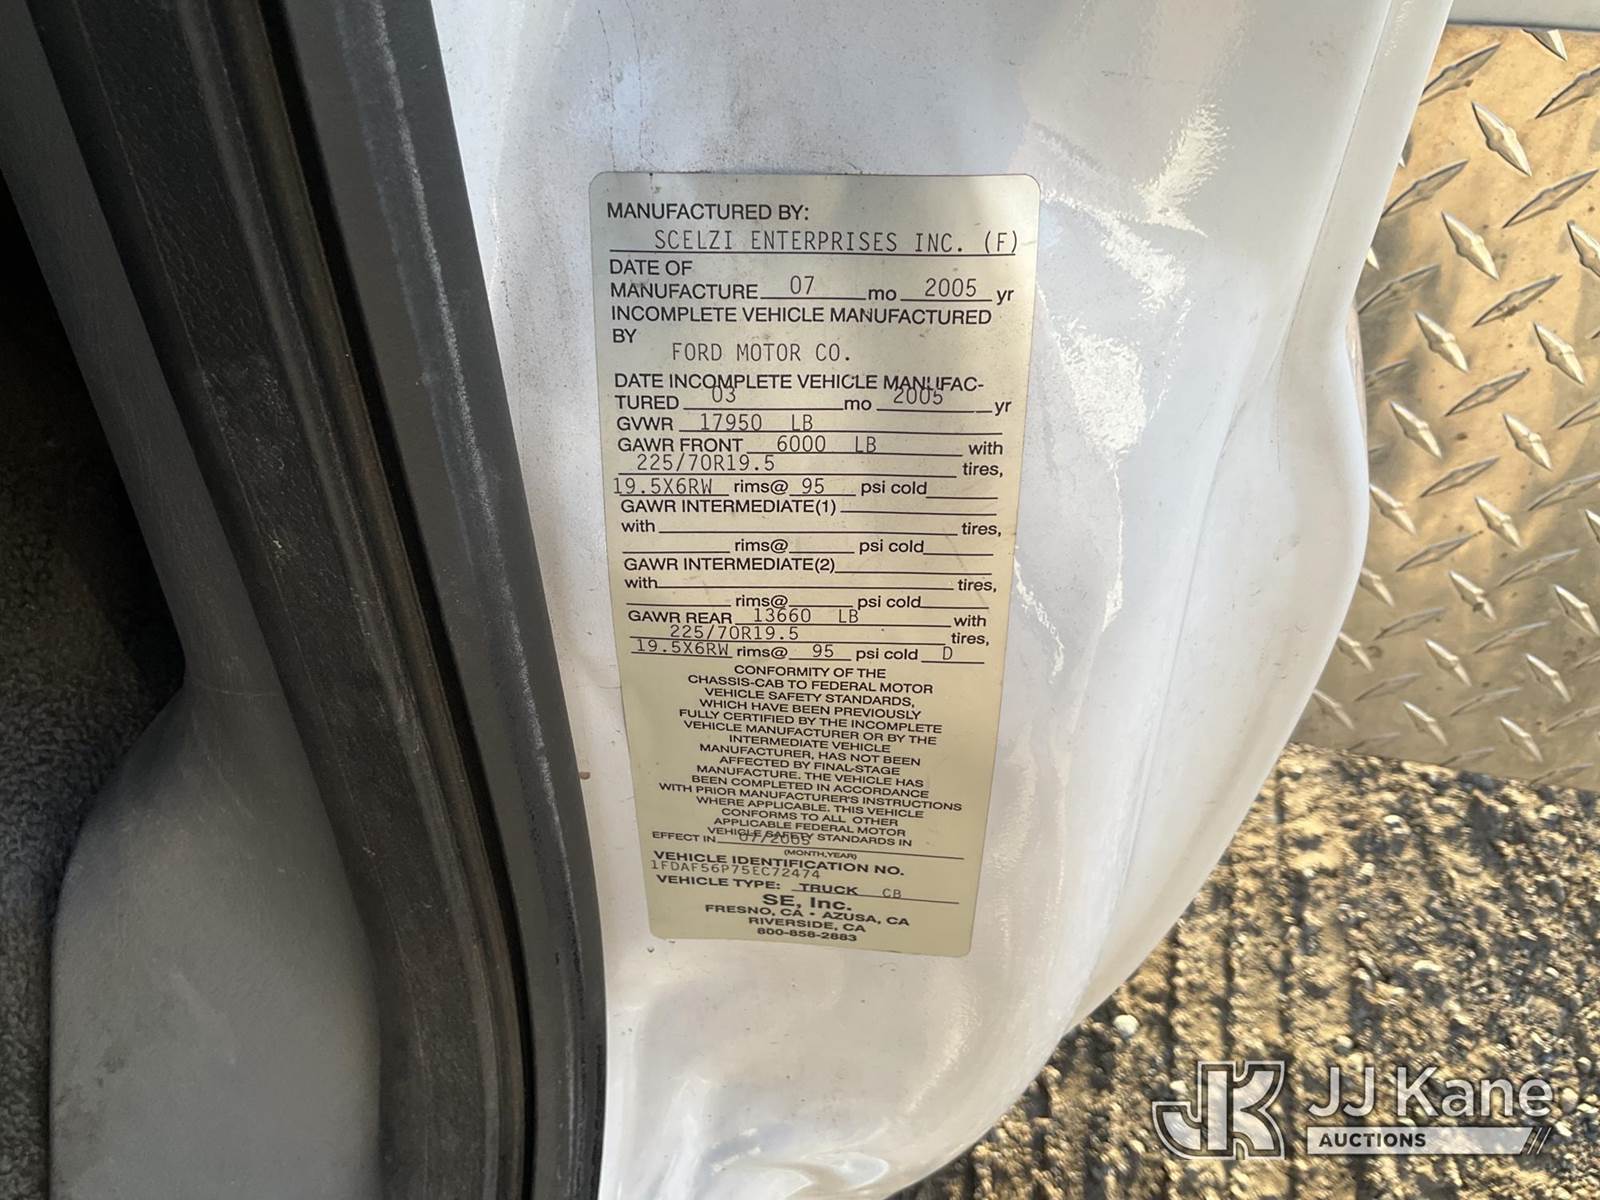 MANUFACTURED BY:
SCELZI ENTERPRISES INC. (F)
DATE OF
MANUFACTURE 07 mo 2005 yr
INCOMPLETE VEHICLE MANUFACTURED
BY
FORD MOTOR CO.
DATE INCOMPLETE VEHICLE MANUFAC-
TURED 03 mo 2005 yr
GVWR 17950 LB
GAWR FRONT 6000 LB with
225/70R19.5 tires,
19.5X6RW rims@ 95 psi cold
GAWR INTERMEDIATE(1)
with tires,
rims@ psi cold
GAWR INTERMEDIATE(2)
with tires,
rims@ psi cold
GAWR REAR 13660 LB with
225/70R19.5 tires,
19.5X6RW rims@ 95 psi cold D
CONFORMITY OF THE
CHASSIS-CAB TO FEDERAL MOTOR
VEHICLE SAFETY STANDARDS,
WHICH HAVE BEEN PREVIOUSLY
FULLY CERTIFIED BY THE INCOMPLETE
VEHICLE MANUFACTURER OR BY THE
INTERMEDIATE VEHICLE
MANUFACTURER, HAS NOT BEEN
AFFECTED BY FINAL-STAGE
MANUFACTURE. THE VEHICLE HAS
BEEN COMPLETED IN ACCORDANCE
WITH PRIOR MANUFACTURER'S INSTRUCTIONS
WHERE APPLICABLE. THIS VEHICLE
CONFORMS TO ALL OTHER
APPLICABLE FEDERAL MOTOR
VEHICLE SAFETY STANDARDS IN
EFFECT IN 07/2005
(MONTH,YEAR)
VEHICLE IDENTIFICATION NO.
1FDAF56P75EC72474
VEHICLE TYPE: TRUCK CB
SE, Inc.
FRESNO, CA • AZUSA, CA
RIVERSIDE, CA
800-858-2883
JK JJ Kane
AUCTIONS